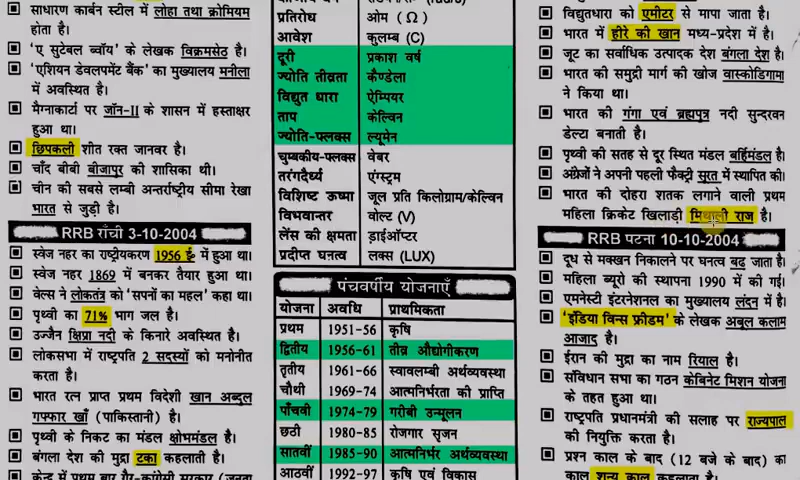 साधारण कार्बन स्टील में लोहा तथा क्रोमियम
होता है।
'ए सुटेबल ब्वॉय' के लेखक विक्रमसेठ है।
'एशियन डेवलपमेंट बैंक' का मुख्यालय मनीला
में अवस्थित है।
मैग्नाकार्टा पर जॉन-II के शासन में हस्ताक्षर
हुआ था।
छिपकली शीत रक्त जानवर है।
चाँद बीबी बीजापुर की शासिका थी।
चीन की सबसे लम्बी अन्तर्राष्ट्रीय सीमा रेखा
भारत से जुड़ी है।
RRB राँची 3-10-2004
स्वेज नहर का राष्ट्रीयकरण 1956 ई॰ में हुआ था।
स्वेज नहर 1869 में बनकर तैयार हुआ था।
वेल्स ने लोकतंत्र को 'सपनों का महल' कहा था।
पृथ्वी का 71% भाग जल है।
उज्जैन क्षिप्रा नदी के किनारे अवस्थित है।
लोकसभा में राष्ट्रपति 2 सदस्यों को मनोनीत
करता है।
भारत रत्न प्राप्त प्रथम विदेशी खान अब्दुल
गफ्फार खाँ (पाकिस्तानी) है।
पृथ्वी के निकट का मंडल क्षोभमंडल है।
बंगला देश की मुद्रा टका कहलाती है।
केन्द्र में प्रथम बार गैर-कांग्रेसी सरकार (जनता
प्रतिरोध ओम (Ω)
आवेश कुलम्ब (C)
दूरी प्रकाश वर्ष
ज्योति तीव्रता कैण्डेला
विद्युत धारा ऐम्पियर
ताप केल्विन
ज्योति-फ्लक्स ल्यूमेन
चुम्बकीय-फ्लक्स वेबर
तरंगदैर्ध्य एंग्स्ट्रम
विशिष्ट ऊष्मा जूल प्रति किलोग्राम/केल्विन
विभवान्तर वोल्ट (V)
लेंस की क्षमता ड्राईऑप्टर
प्रदीप्त घनत्व लक्स (LUX)
पंचवर्षीय योजनाएँ
योजना अवधि प्राथमिकता
प्रथम 1951-56 कृषि
द्वितीय 1956-61 तीव्र औद्योगीकरण
तृतीय 1961-66 स्वावलम्बी अर्थव्यवस्था
चौथी 1969-74 आत्मनिर्भरता की प्राप्ति
पाँचवी 1974-79 गरीबी उन्मूलन
छठी 1980-85 रोजगार सृजन
सातवीं 1985-90 आत्मनिर्भर अर्थव्यवस्था
आठवीं 1992-97 कृषि एवं विकास
विद्युतधारा को एमीटर से मापा जाता है।
भारत में हीरे की खान मध्य-प्रदेश में है।
जूट का सर्वाधिक उत्पादक देश बंगला देश है।
भारत की समुद्री मार्ग की खोज वास्कोडिगामा
ने किया था।
भारत की गंगा एवं ब्रह्मपुत्र नदी सुन्दरवन
डेल्टा बनाती है।
पृथ्वी की सतह से दूर स्थित मंडल बर्हिमंडल है।
अंग्रेजों ने अपनी पहली फैक्ट्री सूरत में स्थापित की।
भारत की दोहरा शतक लगाने वाली प्रथम
महिला क्रिकेट खिलाड़ी मिथाली राज है।
RRB पटना 10-10-2004
दूध से मक्खन निकालने पर घनत्व बढ़ जाता है।
महिला ब्यूरो की स्थापना 1990 में की गई।
एमनेस्टी इंटरनेशनल का मुख्यालय लंदन में है।
'इंडिया विन्स फ्रीडम' के लेखक अबुल कलाम
आजाद है।
ईरान की मुद्रा का नाम रियाल है।
संविधान सभा का गठन केबिनेट मिशन योजना
के तहत हुआ था।
राष्ट्रपति प्रधानमंत्री की सलाह पर राज्यपाल
की नियुक्ति करता है।
प्रश्न काल के बाद (12 बजे के बाद) का
काल शून्य काल कहलाता है।